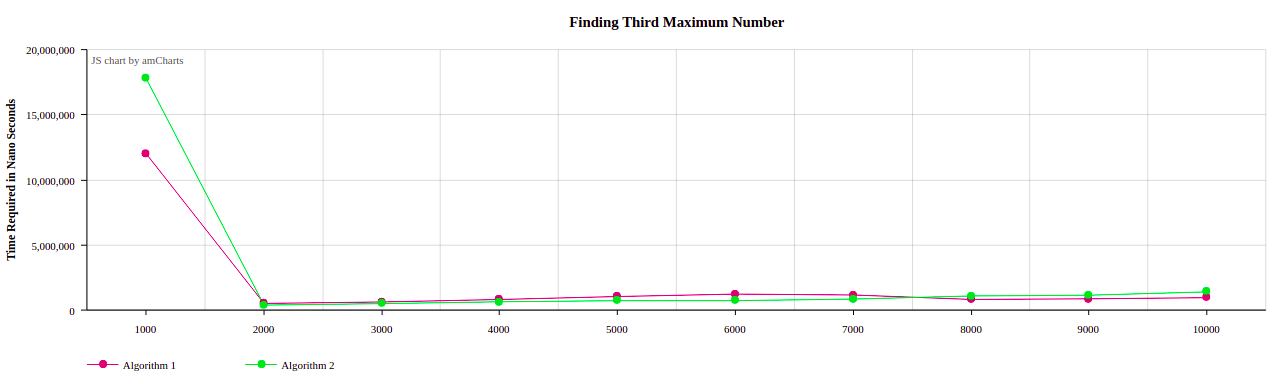 Finding Third Maximum Number
20,000,000
JS chart by amCharts
15,000,000
10,000,000
5,000,000
0
Time Required in Nano Seconds
1000 2000 3000 4000 5000 6000 7000 8000 9000 10000
Algorithm 1 Algorithm 2